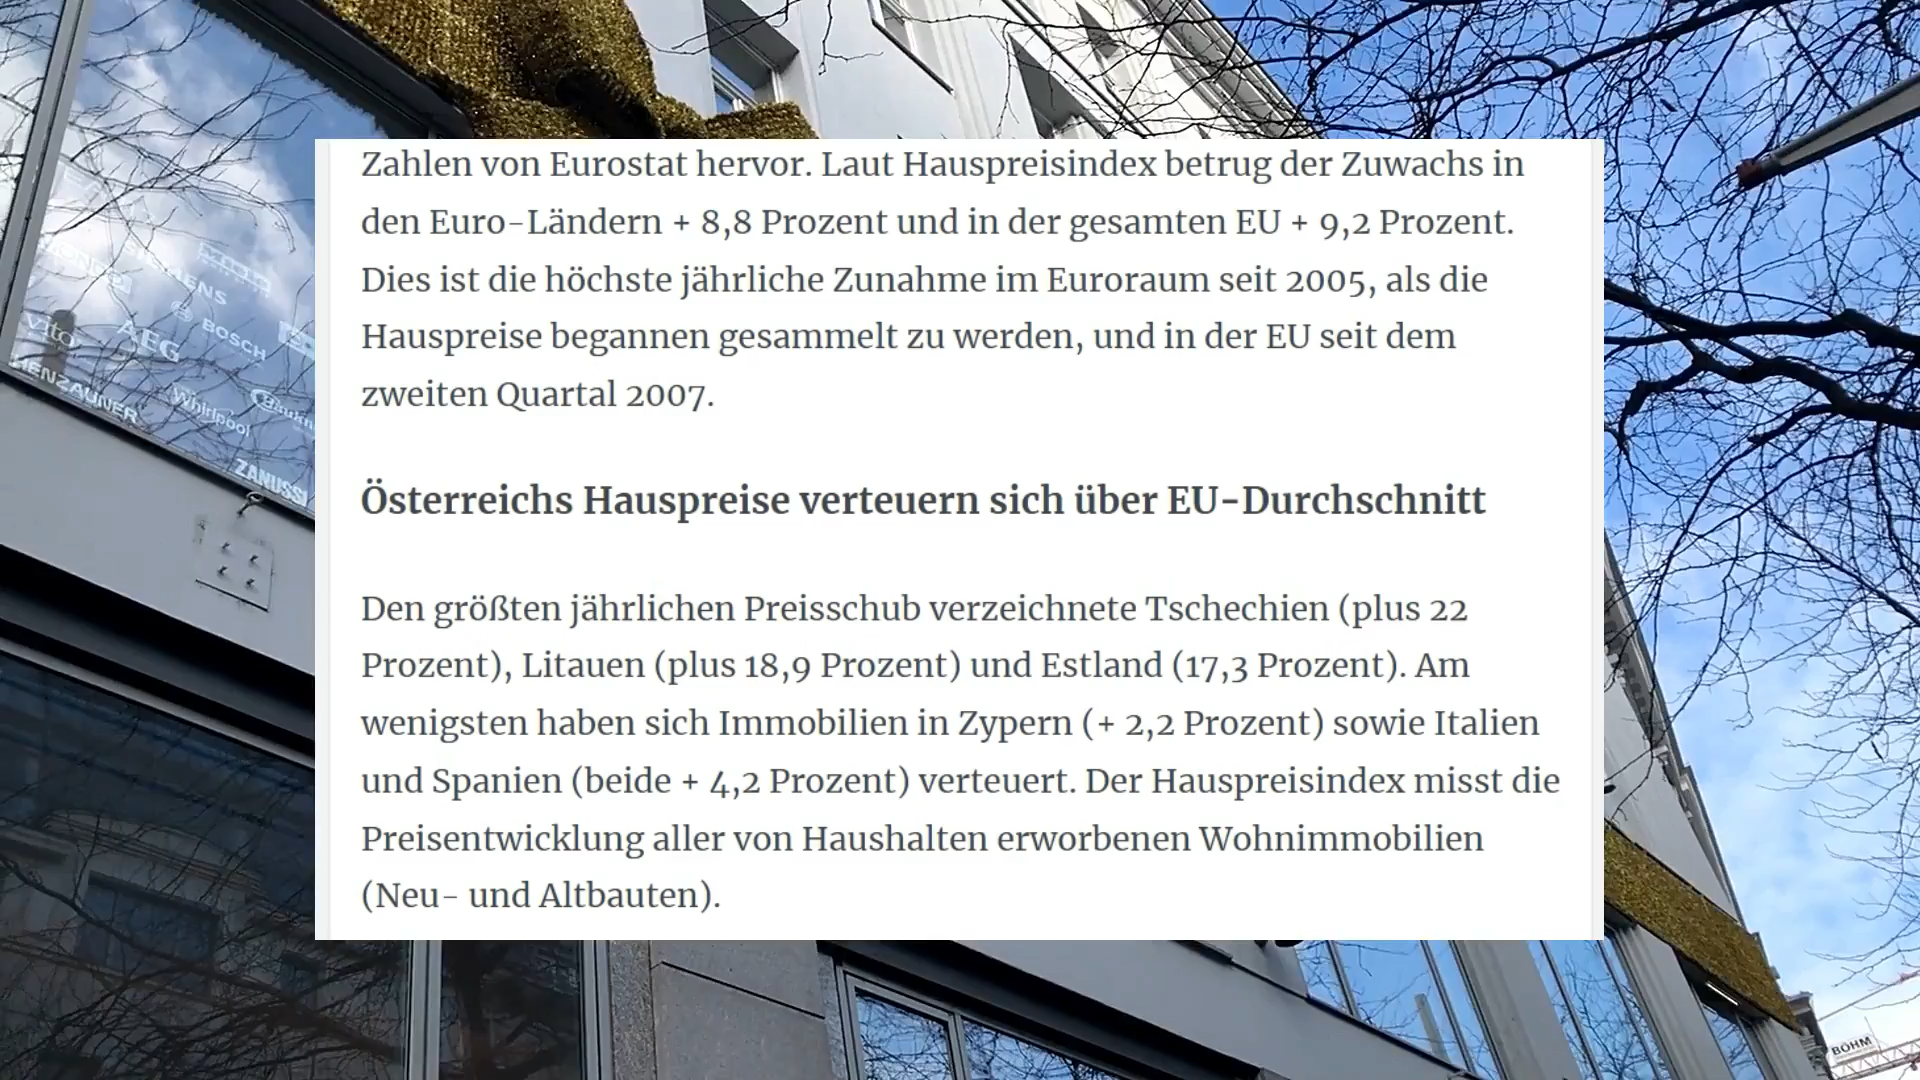 Zahlen von Eurostat hervor. Laut Hauspreisindex betrug der Zuwachs in
den Euro-Ländern + 8,8 Prozent und in der gesamten EU + 9,2 Prozent.
Dies ist die höchste jährliche Zunahme im Euroraum seit 2005, als die
Hauspreise begannen gesammelt zu werden, und in der EU seit dem
zweiten Quartal 2007.
Österreichs Hauspreise verteuern sich über EU-Durchschnitt
Den größten jährlichen Preisschub verzeichnete Tschechien (plus 22
Prozent), Litauen (plus 18,9 Prozent) und Estland (17,3 Prozent). Am
wenigsten haben sich Immobilien in Zypern (+ 2,2 Prozent) sowie Italien
und Spanien (beide + 4,2 Prozent) verteuert. Der Hauspreisindex misst die
Preisentwicklung aller von Haushalten erworbenen Wohnimmobilien
(Neu- und Altbauten).
BOSCH
AEG
Whirlpool
ZANUSSI
BÖHM